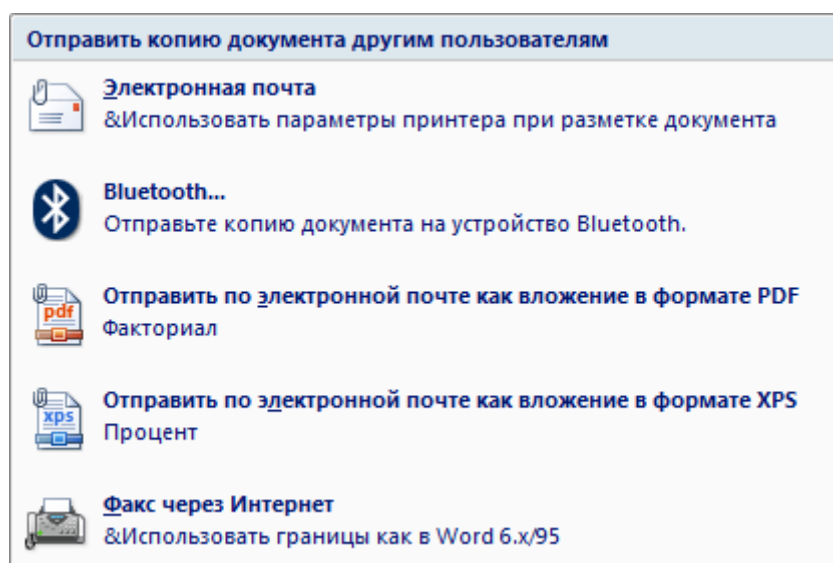 Отправить копию документа другим пользователям
Электронная почта
&Использовать параметры принтера при разметке документа
Bluetooth...
Отправьте копию документа на устройство Bluetooth.
Отправить по электронной почте как вложение в формате PDF
pdf
Факториал
Отправить по электронной почте как вложение в формате XPS
xps
Процент
Факс через Интернет
&Использовать границы как в Word 6.x/95